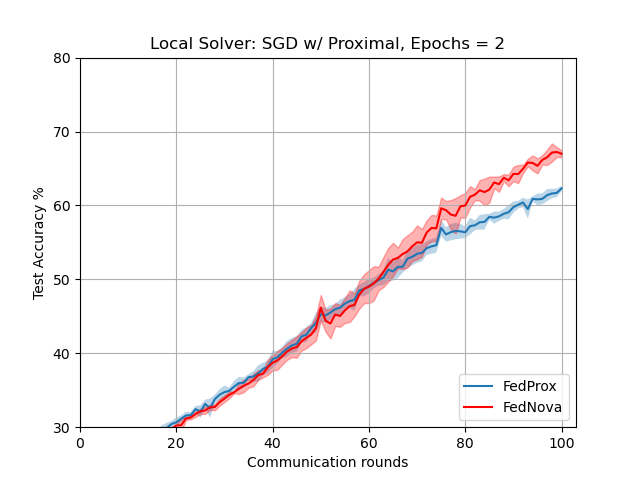 Local Solver: SGD w/ Proximal, Epochs = 2
Test Accuracy %
80
70
60
50
40
30
0
20
40
60
80
100
Communication rounds
FedProx
FedNova